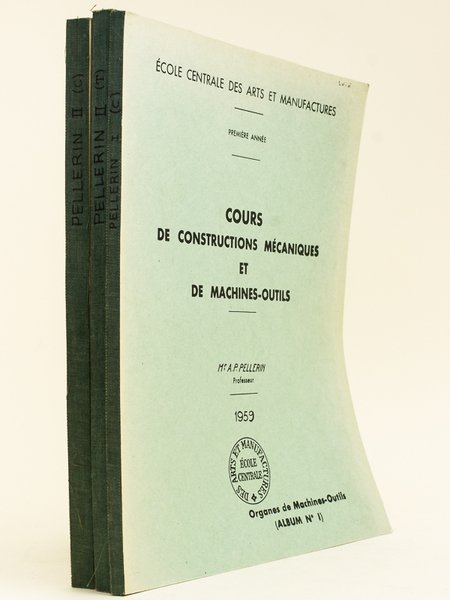 PELLERIN II (C)
PELLERIN II (T)
PELLERIN I (C)
ÉCOLE CENTRALE DES ARTS ET MANUFACTURES
PREMIÈRE ANNÉE
COURS
DE CONSTRUCTIONS MÉCANIQUES
ET
DE MACHINES-OUTILS
Mr A.P. PELLERIN
Professeur
1959
DES ARTS ET MANUFACTURES
ÉCOLE
CENTRALE
Organes de Machines-Outils
(ALBUM N° I)